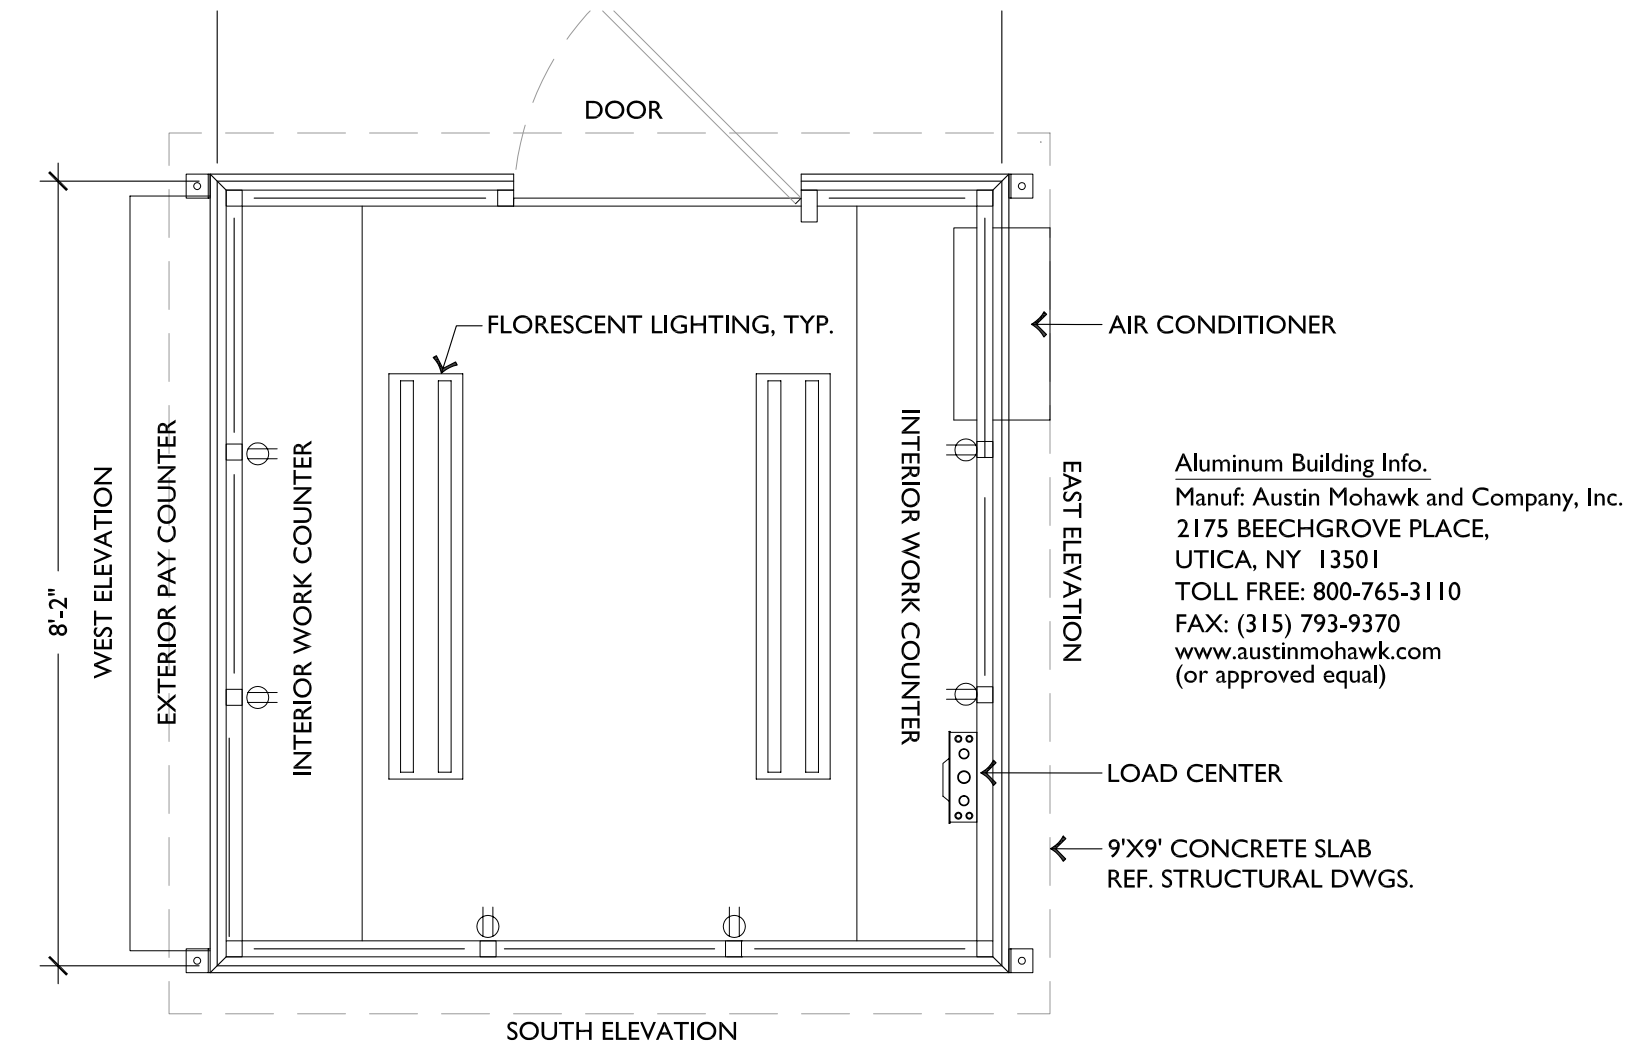 DOOR
FLORESCENT LIGHTING, TYP.
AIR CONDITIONER
8'-2"
WEST ELEVATION
EXTERIOR PAY COUNTER
INTERIOR WORK COUNTER
INTERIOR WORK COUNTER
EAST ELEVATION
Aluminum Building Info.
Manuf: Austin Mohawk and Company, Inc.
2175 BEECHGROVE PLACE,
UTICA, NY 13501
TOLL FREE: 800-765-3110
FAX: (315) 793-9370
www.austinmohawk.com
(or approved equal)
LOAD CENTER
9'X9' CONCRETE SLAB
REF. STRUCTURAL DWGS.
SOUTH ELEVATION